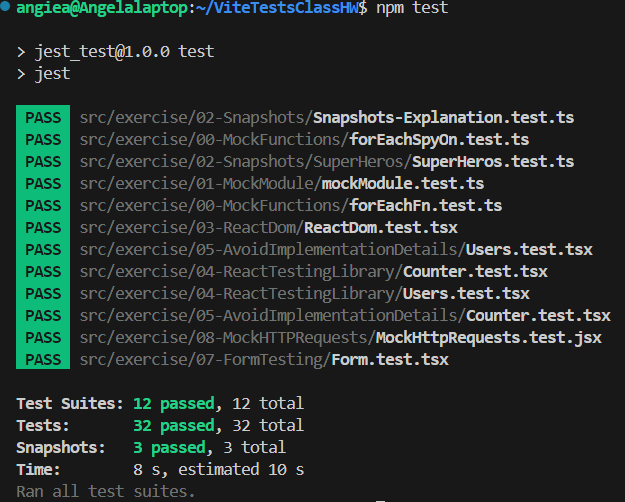 angiea@Angelalaptop:~/ViteTestsClassHW$ npm test
> jest_test@1.0.0 test
> jest
PASS src/exercise/02-Snapshots/Snapshots-Explanation.test.ts
PASS src/exercise/00-MockFunctions/forEachSpyOn.test.ts
PASS src/exercise/02-Snapshots/SuperHeros/SuperHeros.test.ts
PASS src/exercise/01-MockModule/mockModule.test.ts
PASS src/exercise/00-MockFunctions/forEachFn.test.ts
PASS src/exercise/03-ReactDom/ReactDom.test.tsx
PASS src/exercise/05-AvoidImplementationDetails/Users.test.tsx
PASS src/exercise/04-ReactTestingLibrary/Counter.test.tsx
PASS src/exercise/04-ReactTestingLibrary/Users.test.tsx
PASS src/exercise/05-AvoidImplementationDetails/Counter.test.tsx
PASS src/exercise/08-MockHTTPRequests/MockHttpRequests.test.jsx
PASS src/exercise/07-FormTesting/Form.test.tsx
Test Suites: 12 passed, 12 total
Tests: 32 passed, 32 total
Snapshots: 3 passed, 3 total
Time: 8 s, estimated 10 s
Ran all test suites.